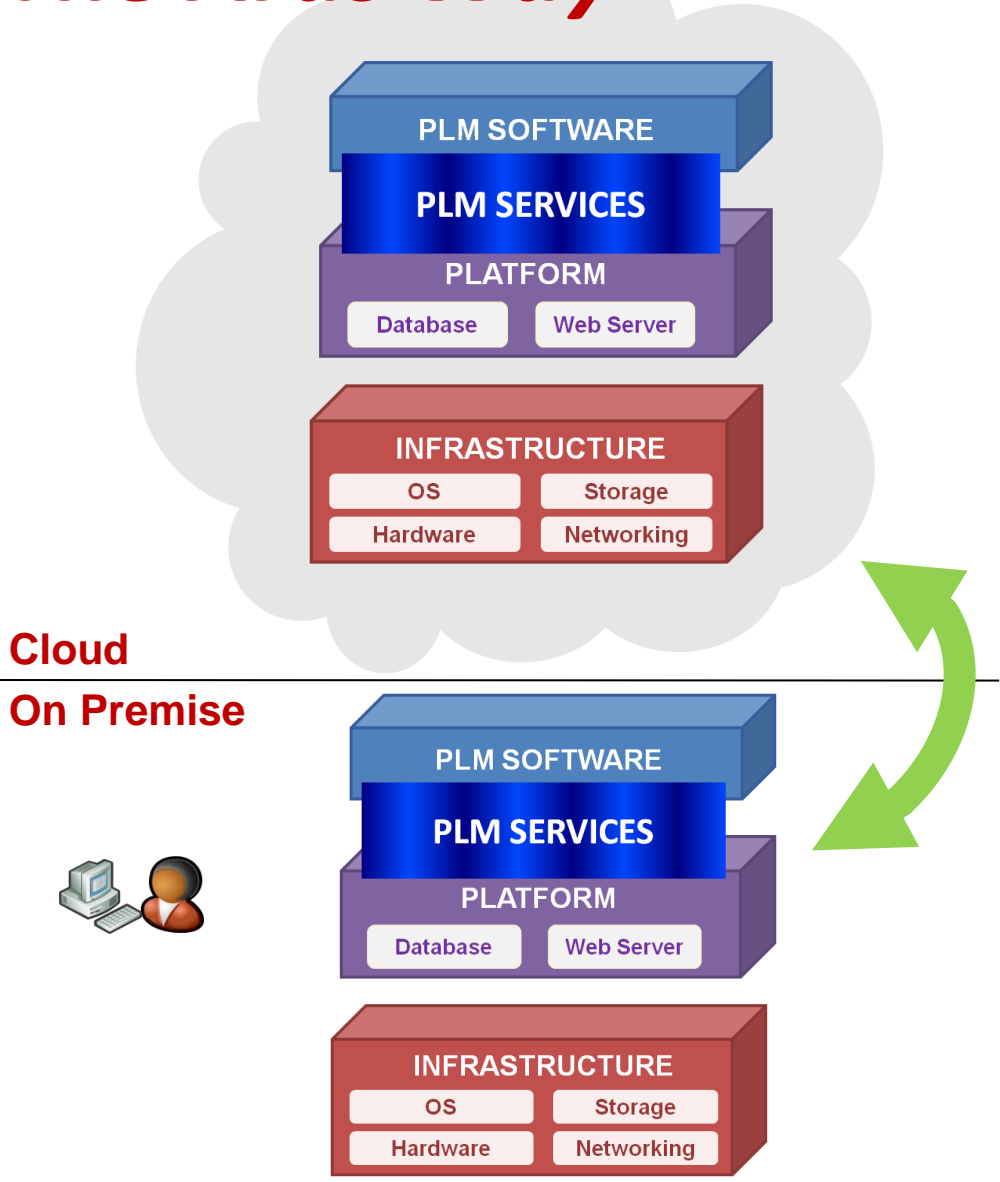 PLM SOFTWARE
PLM SERVICES
PLATFORM
Database Web Server
INFRASTRUCTURE
OS Storage
Hardware Networking
Cloud
On Premise
PLM SOFTWARE
PLM SERVICES
PLATFORM
Database Web Server
INFRASTRUCTURE
OS Storage
Hardware Networking